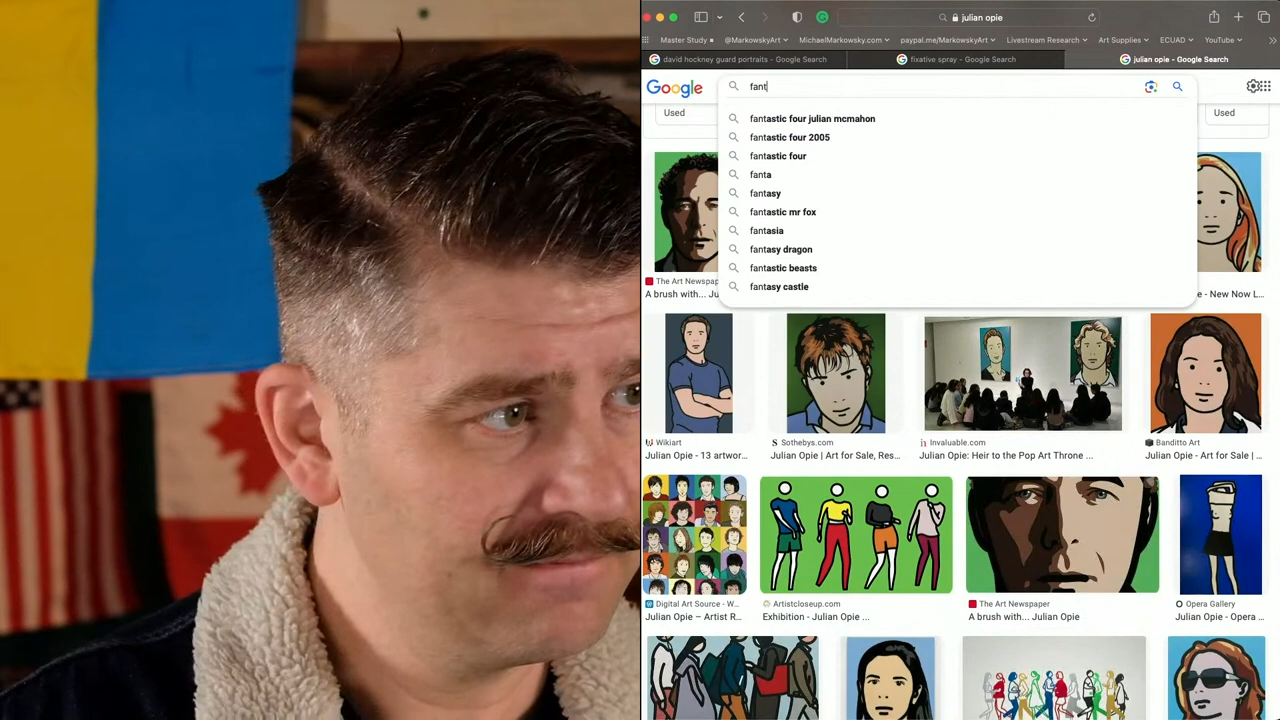 julian opie
Master Study
@MarkowskyArt
MichaelMarkowsky.com
paypal.me/MarkowskyArt
Livestream Research
Art Supplies
ECUAD
YouTube
david hockney guard portraits - Google Search
fixative spray - Google Search
julian opie - Google Search
Google
fant
Used
Used
fantastic four julian mcmahon
fantastic four 2005
fantastic four
fanta
fantasy
fantastic mr fox
fantasia
fantasy dragon
fantastic beasts
fantasy castle
The Art Newspap
A brush with... Ju
e - New Now L...
Wikiart
Julian Opie - 13 artwor...
Sothebys.com
Julian Opie | Art for Sale, Res...
Invaluable.com
Julian Opie: Heir to the Pop Art Throne ...
Banditto Art
Julian Opie - Art for Sale | ...
Digital Art Source - W...
Julian Opie – Artist R...
Artistcloseup.com
Exhibition - Julian Opie ...
The Art Newspaper
A brush with... Julian Opie
Opera Gallery
Julian Opie - Opera ...